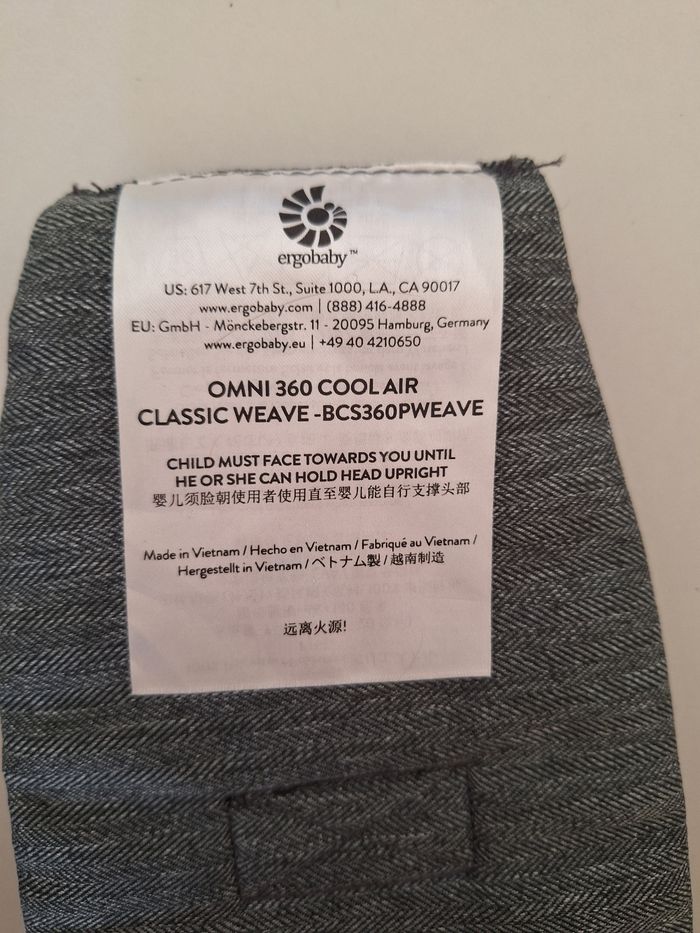 ergobaby™
US: 617 West 7th St., Suite 1000, L.A., CA 90017
www.ergobaby.com | (888) 416-4888
EU: GmbH - Mönckebergstr. 11 - 20095 Hamburg, Germany
www.ergobaby.eu | +49 40 4210650
OMNI 360 COOL AIR
CLASSIC WEAVE -BCS360PWEAVE
CHILD MUST FACE TOWARDS YOU UNTIL
HE OR SHE CAN HOLD HEAD UPRIGHT
婴儿须脸朝使用者使用直至婴儿能自行支撑头部
Made in Vietnam / Hecho en Vietnam / Fabriqué au Vietnam /
Hergestellt in Vietnam / ベトナム製 / 越南制造
远离火源!